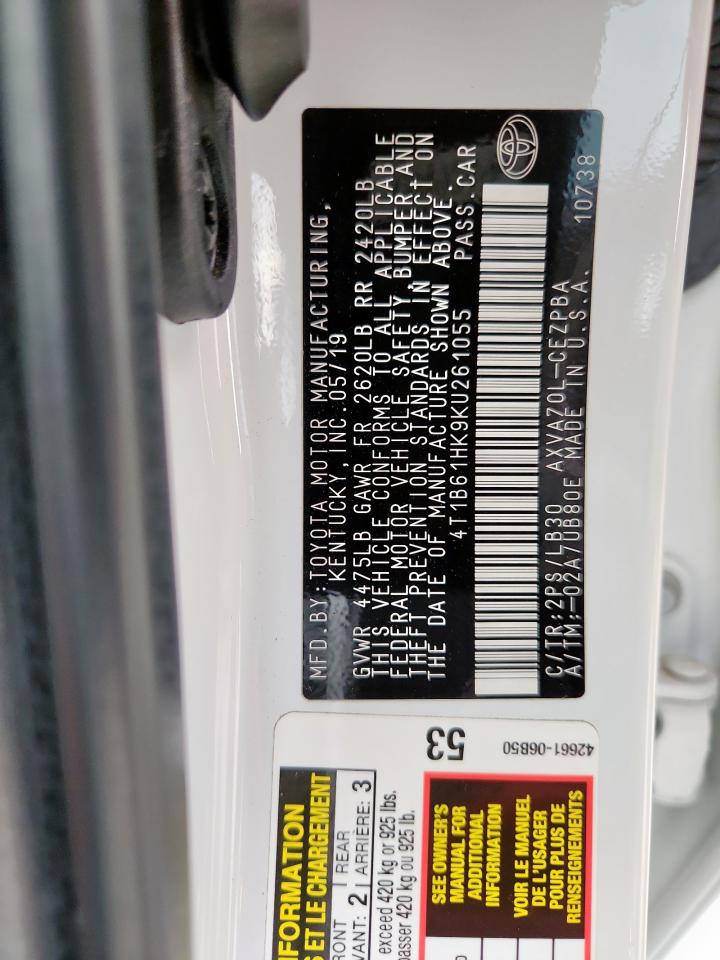 MFD.BY:TOYOTA MOTOR MANUFACTURING,
KENTUCKY, INC. 05/19
GVWR 4475LB GAWR FR 2620LB RR 2420LB
THIS VEHICLE CONFORMS TO ALL APPLICABLE
FEDERAL MOTOR VEHICLE SAFETY, BUMPER, AND
THEFT PREVENTION STANDARDS IN EFFECT ON
THE DATE OF MANUFACTURE SHOWN ABOVE.
4T1B61HK9KU261055 PASS. CAR
C/TR:2PS/LB30 AXVA70L-CEZPBA
A/TM:-02A/UB80E MADE IN U.S.A. 10738
53
42661-06B50
FORMATION
S ET LE CHARGEMENT
RONT
REAR
VANT: 2
ARRIÈRE: 3
exceed 420 kg or 925 lbs.
passer 420 kg ou 925 lb.
SEE OWNER'S
MANUAL FOR
ADDITIONAL
INFORMATION
VOIR LE MANUEL
DE L'USAGER
POUR PLUS DE
RENSEIGNEMENTS